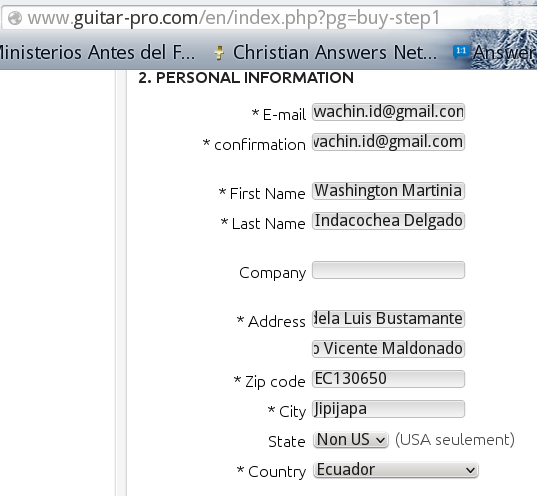 www.guitar-pro.com/en/index.php?pg=buy-step1
Ministerios Antes del F... Christian Answers Net... Answer
2. PERSONAL INFORMATION
* E-mail wachin.id@gmail.com
* confirmation wachin.id@gmail.com
* First Name Washington Martinia
* Last Name Indacochea Delgado
Company
* Address dela Luis Bustamante
o Vicente Maldonado
* Zip code EC130650
* City Jipijapa
State Non US (USA seulement)
* Country Ecuador